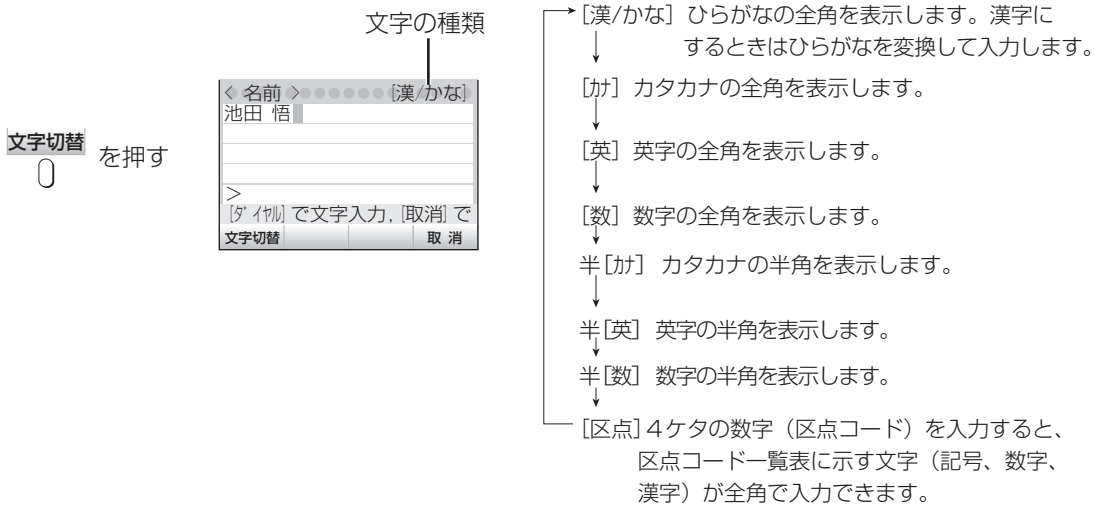 文字切替
を押す
文字の種類
< 名前 > [漢/かな]
池田 悟
>
[ﾀﾞｲﾔﾙ] で文字入力, [取消] で
文字切替 取 消
[漢/かな] ひらがなの全角を表示します。漢字に
するときはひらがなを変換して入力します。
[ｶﾅ] カタカナの全角を表示します。
[英] 英字の全角を表示します。
[数] 数字の全角を表示します。
半[ｶﾅ] カタカナの半角を表示します。
半[英] 英字の半角を表示します。
半[数] 数字の半角を表示します。
[区点] 4ケタの数字（区点コード）を入力すると、
区点コード一覧表に示す文字（記号、数字、
漢字）が全角で入力できます。